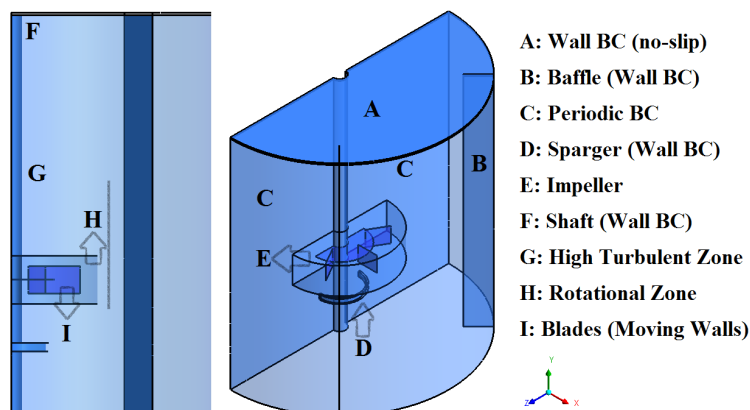 F
G
H
I
A
B
C
C
E
D
A: Wall BC (no-slip)
B: Baffle (Wall BC)
C: Periodic BC
D: Sparger (Wall BC)
E: Impeller
F: Shaft (Wall BC)
G: High Turbulent Zone
H: Rotational Zone
I: Blades (Moving Walls)
Y
Z
X